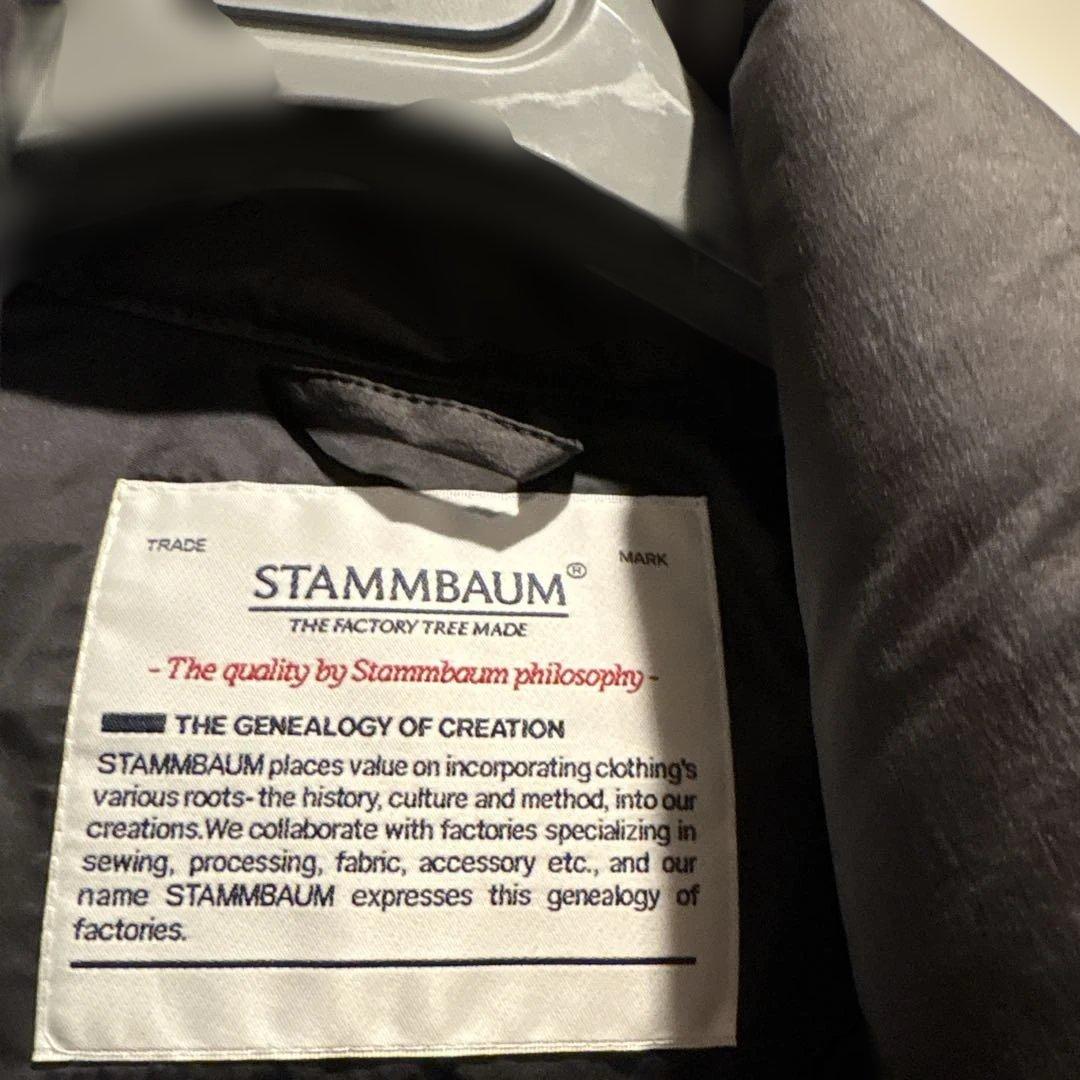 TRADE MARK
STAMMBAUM®
THE FACTORY TREE MADE
- The quality by Stammbaum philosophy -
THE GENEALOGY OF CREATION
STAMMBAUM places value on incorporating clothing's
various roots- the history, culture and method, into our
creations.We collaborate with factories specializing in
sewing, processing, fabric, accessory etc., and our
name STAMMBAUM expresses this genealogy of
factories.